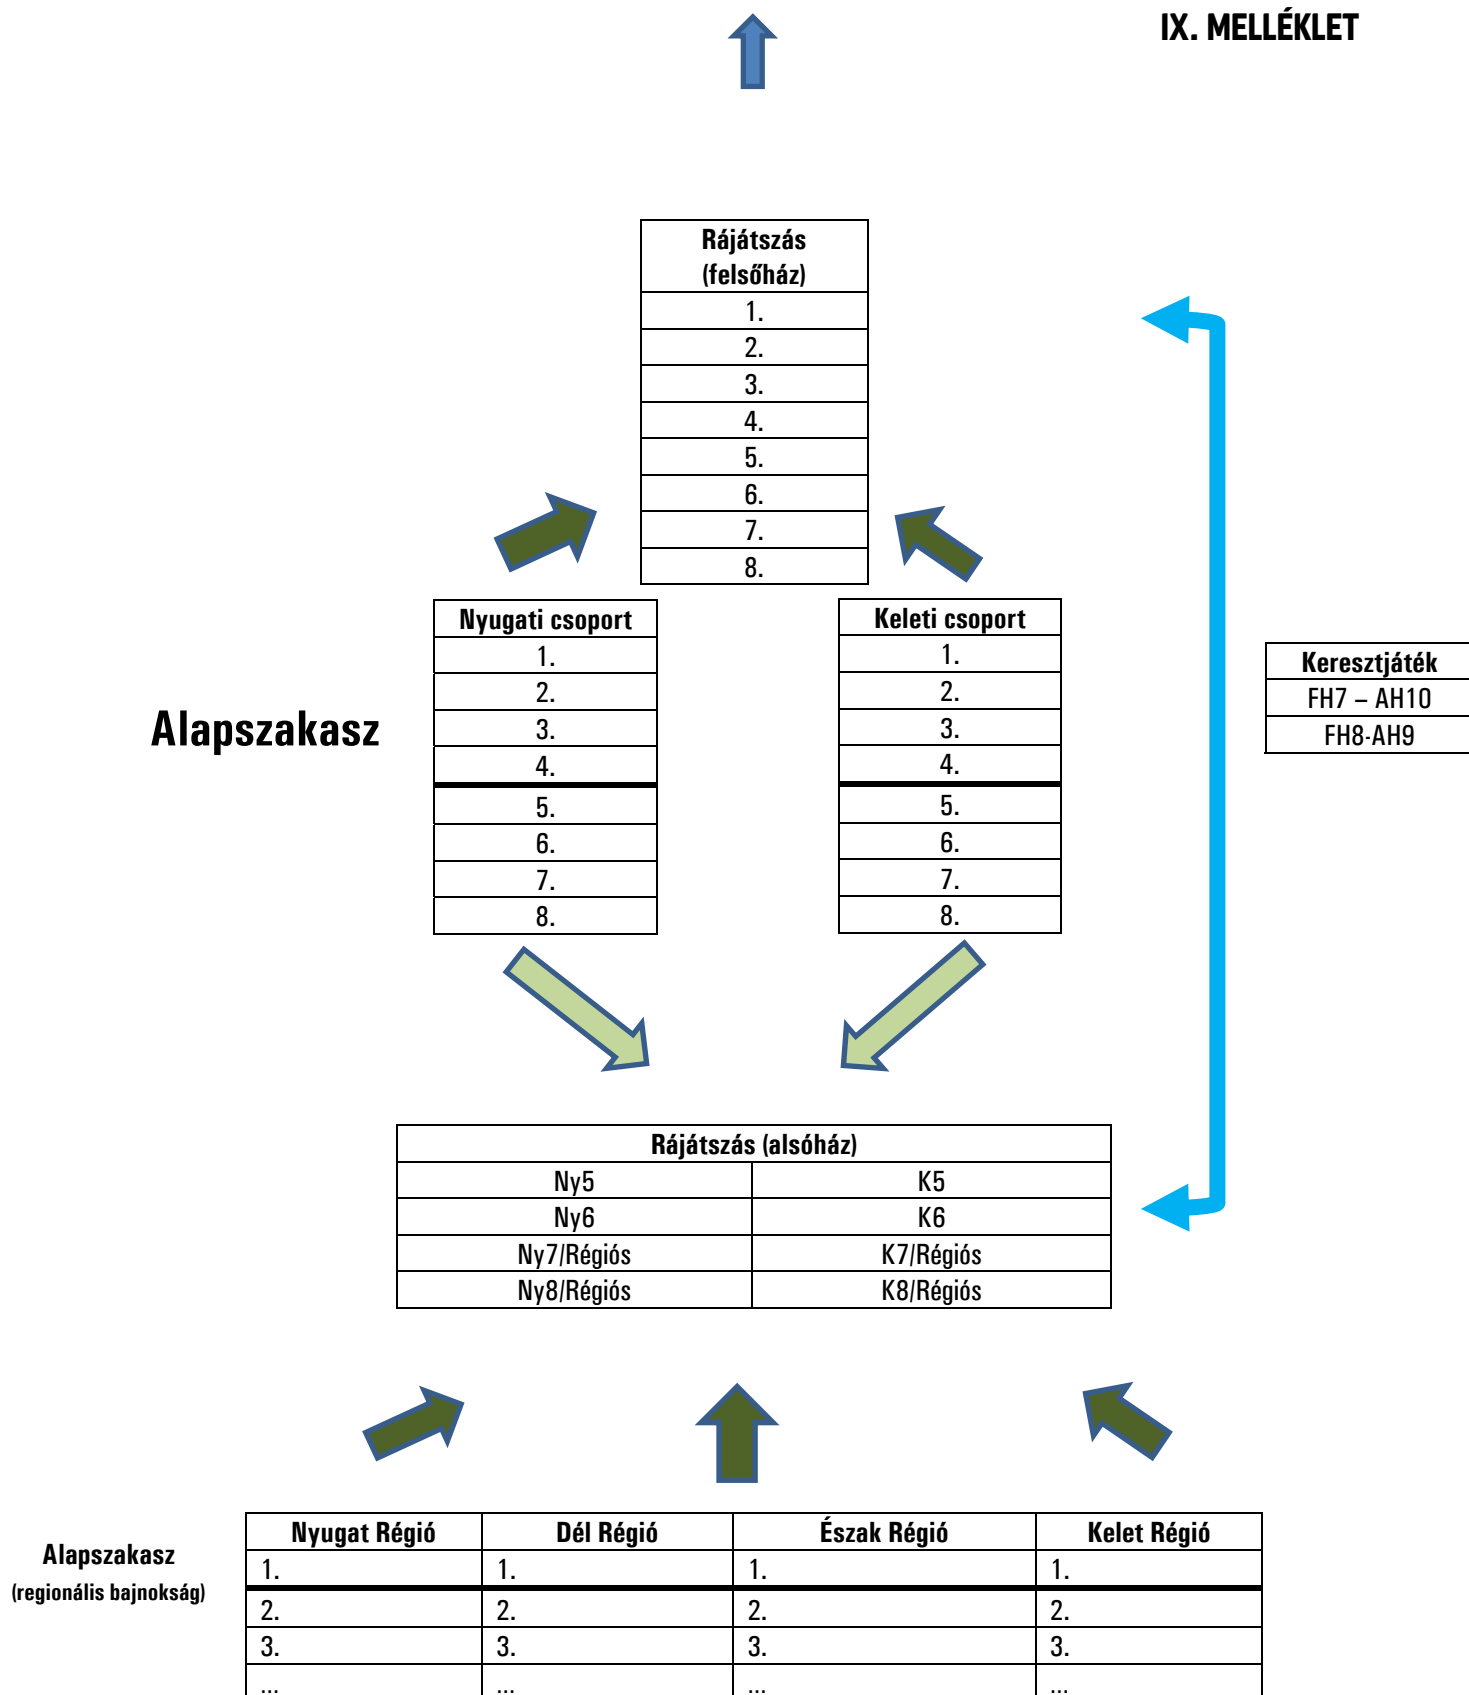 IX. MELLÉKLET
Rájátszás
(felsőház)
1.
2.
3.
4.
5.
6.
7.
8.
Alapszakasz
Nyugati csoport
1.
2.
3.
4.
5.
6.
7.
8.
Keleti csoport
1.
2.
3.
4.
5.
6.
7.
8.
Keresztjáték
FH7 – AH10
FH8-AH9
Rájátszás (alsóház)
Ny5 K5
Ny6 K6
Ny7/Régiós K7/Régiós
Ny8/Régiós K8/Régiós
Alapszakasz
(regionális bajnokság)
Nyugat Régió Dél Régió Észak Régió Kelet Régió
1. 1. 1. 1.
2. 2. 2. 2.
3. 3. 3. 3.
... ... ... ...